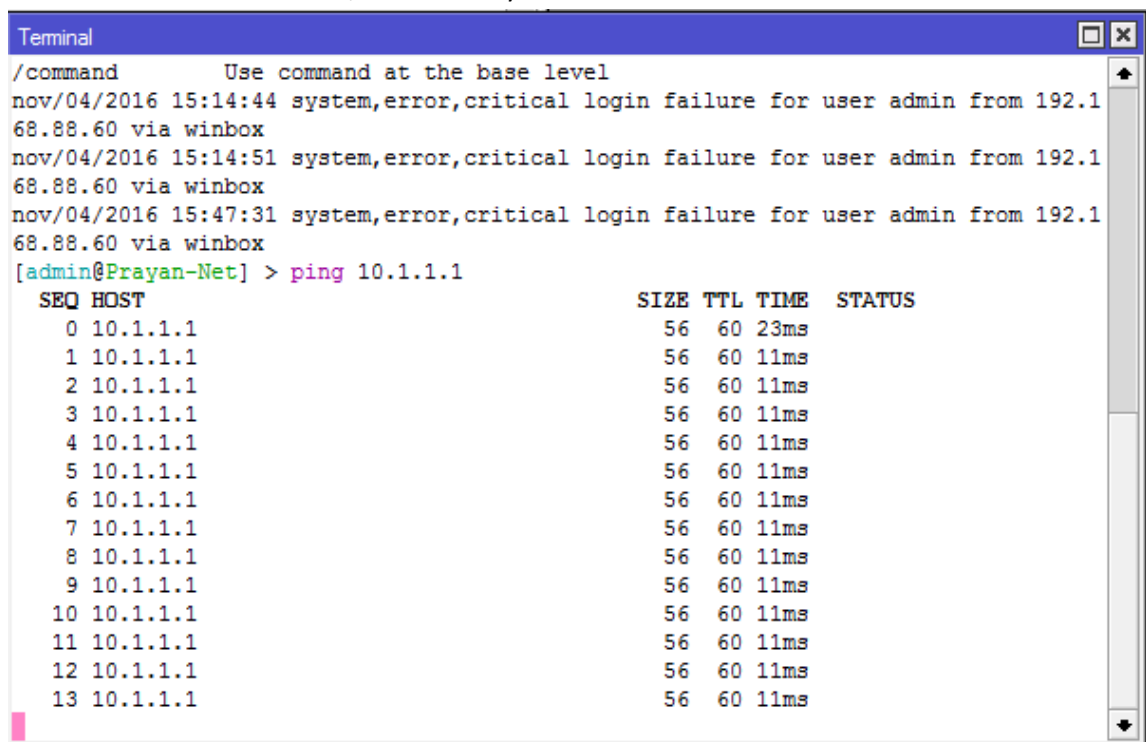 Terminal
/command Use command at the base level
nov/04/2016 15:14:44 system,error,critical login failure for user admin from 192.1
68.88.60 via winbox
nov/04/2016 15:14:51 system,error,critical login failure for user admin from 192.1
68.88.60 via winbox
nov/04/2016 15:47:31 system,error,critical login failure for user admin from 192.1
68.88.60 via winbox
[admin@Prayan-Net] > ping 10.1.1.1
SEQ HOST SIZE TTL TIME STATUS
0 10.1.1.1 56 60 23ms
1 10.1.1.1 56 60 11ms
2 10.1.1.1 56 60 11ms
3 10.1.1.1 56 60 11ms
4 10.1.1.1 56 60 11ms
5 10.1.1.1 56 60 11ms
6 10.1.1.1 56 60 11ms
7 10.1.1.1 56 60 11ms
8 10.1.1.1 56 60 11ms
9 10.1.1.1 56 60 11ms
10 10.1.1.1 56 60 11ms
11 10.1.1.1 56 60 11ms
12 10.1.1.1 56 60 11ms
13 10.1.1.1 56 60 11ms